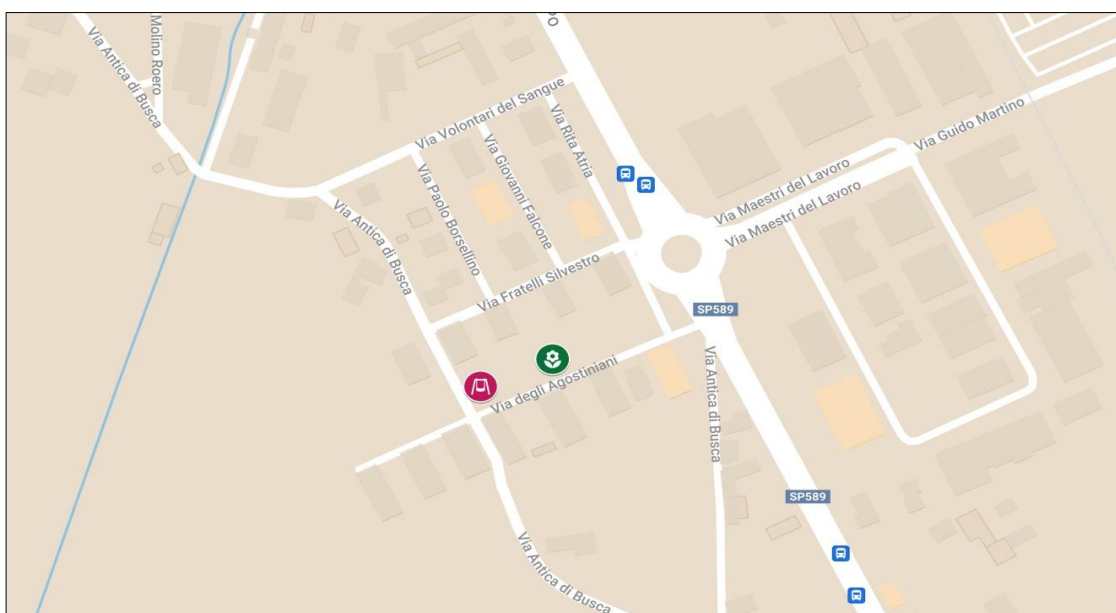 PO
Via Antica di Busca
Molino Roero
Via Volontari del Sangue
Via Rita Atria
Via Giovanni Falcone
Via Paolo Borsellino
Via Guido Martino
Via Maestri del Lavoro
Via Maestri del Lavoro
Via Antica di Busca
Via Fratelli Silvestro
SP589
Via degli Agostiniani
Via Antica di Busca
SP589
Via Antica di Busca